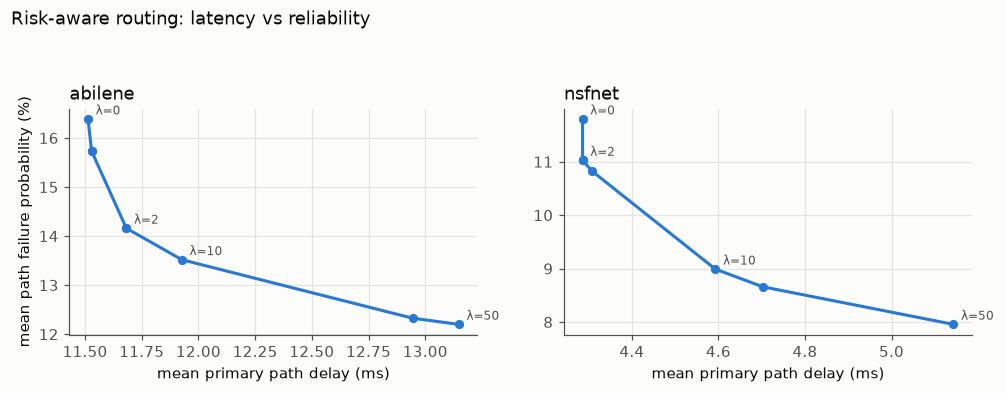 Risk-aware routing: latency vs reliability
abilene
mean path failure probability (%)
16
15
14
13
12
λ=0
λ=2
λ=10
λ=50
11.50 11.75 12.00 12.25 12.50 12.75 13.00
mean primary path delay (ms)
nsfnet
11
10
9
8
λ=0
λ=2
λ=10
λ=50
4.4 4.6 4.8 5.0
mean primary path delay (ms)